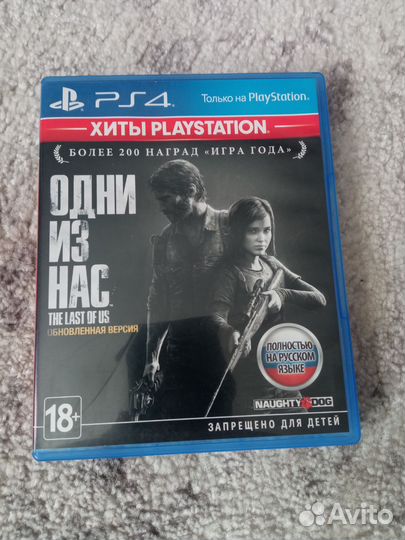 PS4
Только на PlayStation.
ХИТЫ PLAYSTATION
БОЛЕЕ 200 НАГРАД «ИГРА ГОДА»
ОДНИ
ИЗ
НАС
THE LAST OF US
ОБНОВЛЕННАЯ ВЕРСИЯ
ПОЛНОСТЬЮ
НА РУССКОМ
ЯЗЫКЕ
NAUGHTY DOG
18+
ЗАПРЕЩЕНО ДЛЯ ДЕТЕЙ
Avito